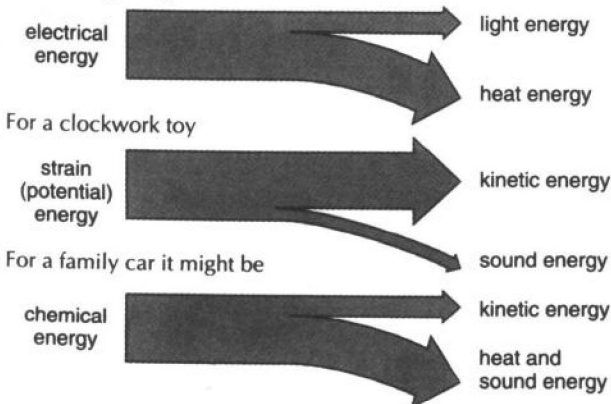 electrical
energy
light energy
heat energy
For a clockwork toy
strain
(potential)
energy
kinetic energy
sound energy
For a family car it might be
chemical
energy
kinetic energy
heat and
sound energy